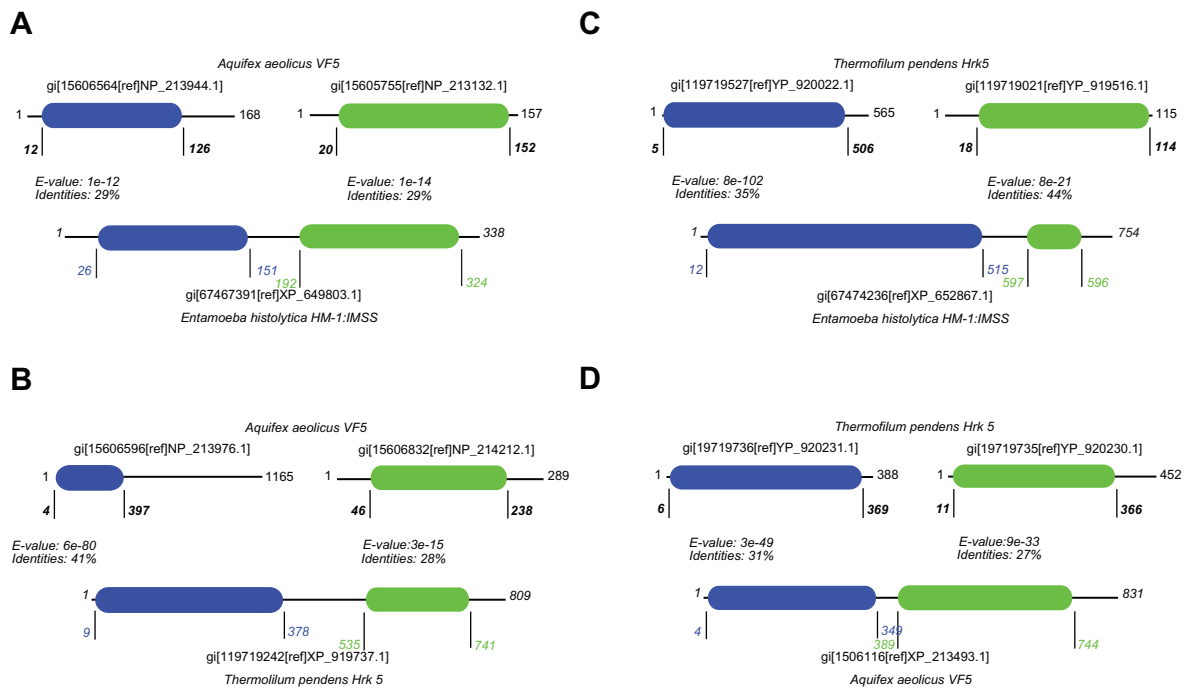 A
Aquifex aeolicus VF5
gi[15606564[ref]NP_213944.1]
gi[15605755[ref]NP_213132.1]
1
168
1
157
12
126
20
152
E-value: 1e-12
Identities: 29%
E-value: 1e-14
Identities: 29%
1
338
26
151
192
324
gi[67467391[ref]XP_649803.1]
Entamoeba histolytica HM-1:IMSS
C
Thermofilum pendens Hrk5
gi[119719527[ref]YP_920022.1]
gi[119719021[ref]YP_919516.1]
1
565
1
115
5
506
18
114
E-value: 8e-102
Identities: 35%
E-value: 8e-21
Identities: 44%
1
754
12
515
597
596
gi[67474236[ref]XP_652867.1]
Entamoeba histolytica HM-1:IMSS
B
Aquifex aeolicus VF5
gi[15606596[ref]NP_213976.1]
gi[15606832[ref]NP_214212.1]
1
1165
1
289
4
397
46
238
E-value: 6e-80
Identities: 41%
E-value:3e-15
Identities: 28%
1
809
9
378
535
741
gi[119719242[ref]XP_919737.1]
Thermolilum pendens Hrk 5
D
Thermofilum pendens Hrk 5
gi[19719736[ref]YP_920231.1]
gi[19719735[ref]YP_920230.1]
1
388
1
452
6
369
11
366
E-value: 3e-49
Identities: 31%
E-value:9e-33
Identities: 27%
1
831
4
349
389
744
gi[1506116[ref]XP_213493.1]
Aquifex aeolicus VF5